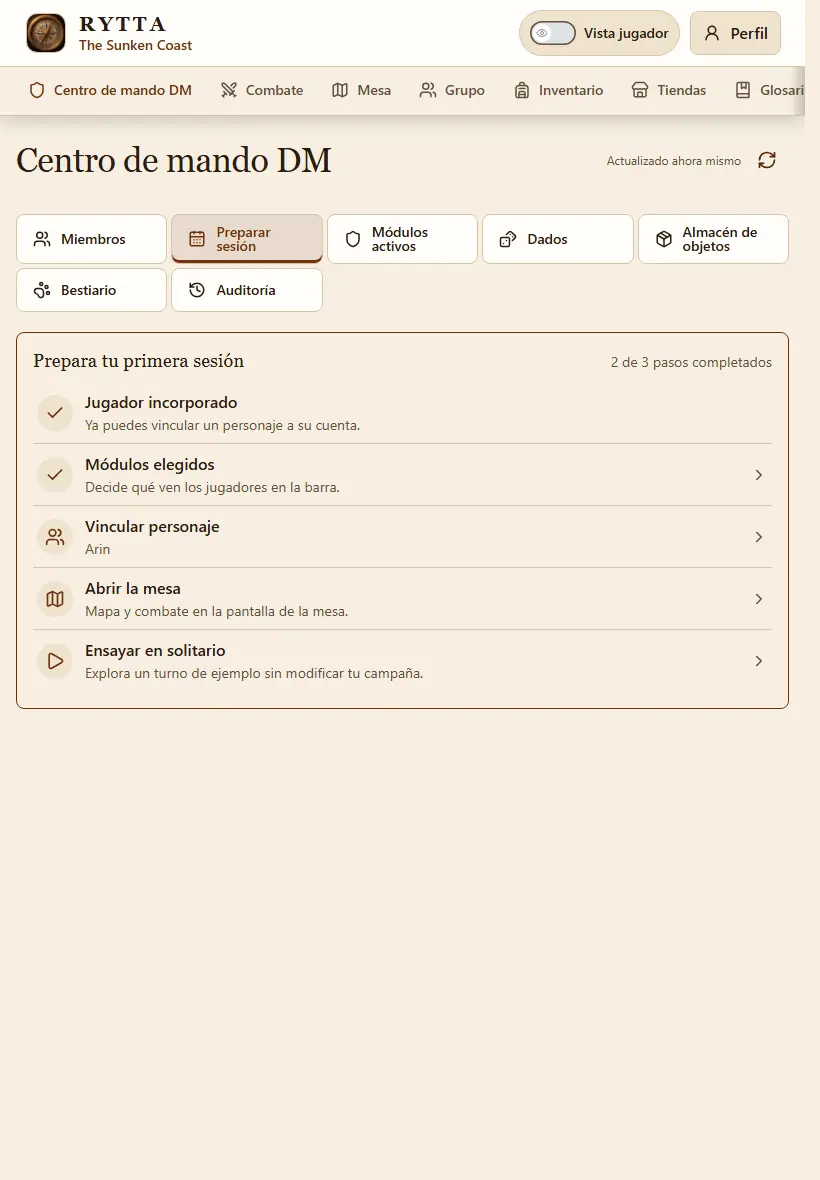 RYTTA
The Sunken Coast
Vista jugador
Perfil
Centro de mando DM
Combate
Mesa
Grupo
Inventario
Tiendas
Glosari
Centro de mando DM
Actualizado ahora mismo
Miembros
Preparar
sesión
Módulos
activos
Dados
Almacén de
objetos
Bestiario
Auditoría
Prepara tu primera sesión
2 de 3 pasos completados
Jugador incorporado
Ya puedes vincular un personaje a su cuenta.
Módulos elegidos
Decide qué ven los jugadores en la barra.
Vincular personaje
Arin
Abrir la mesa
Mapa y combate en la pantalla de la mesa.
Ensayar en solitario
Explora un turno de ejemplo sin modificar tu campaña.